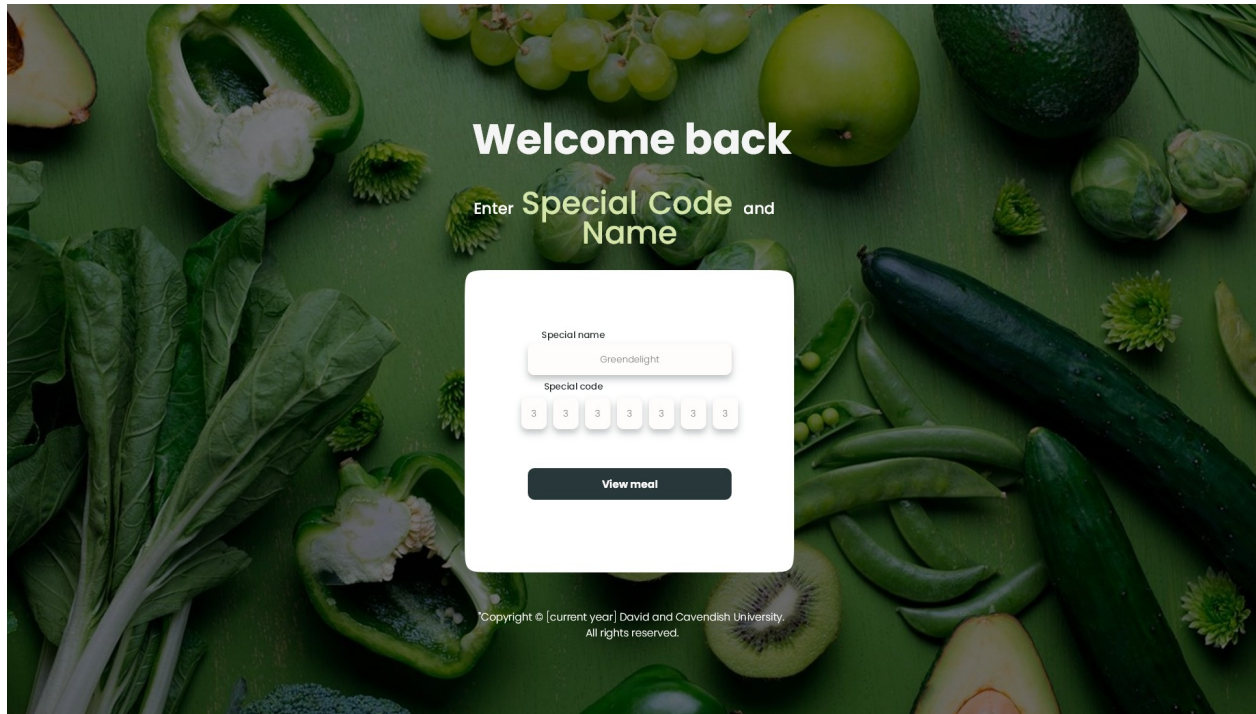 Welcome back
Enter Special Code and
Name
Special name
Greendelight
Special code
3 3 3 3 3 3 3
View meal
"Copyright © [current year] David and Cavendish University.
All rights reserved.